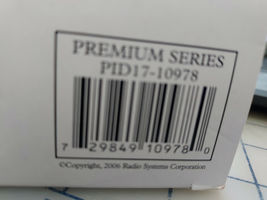 PREMIUM SERIES
PID17-10978
7 29849 10978 0
©Copyright, 2006 Radio Systems Corporation